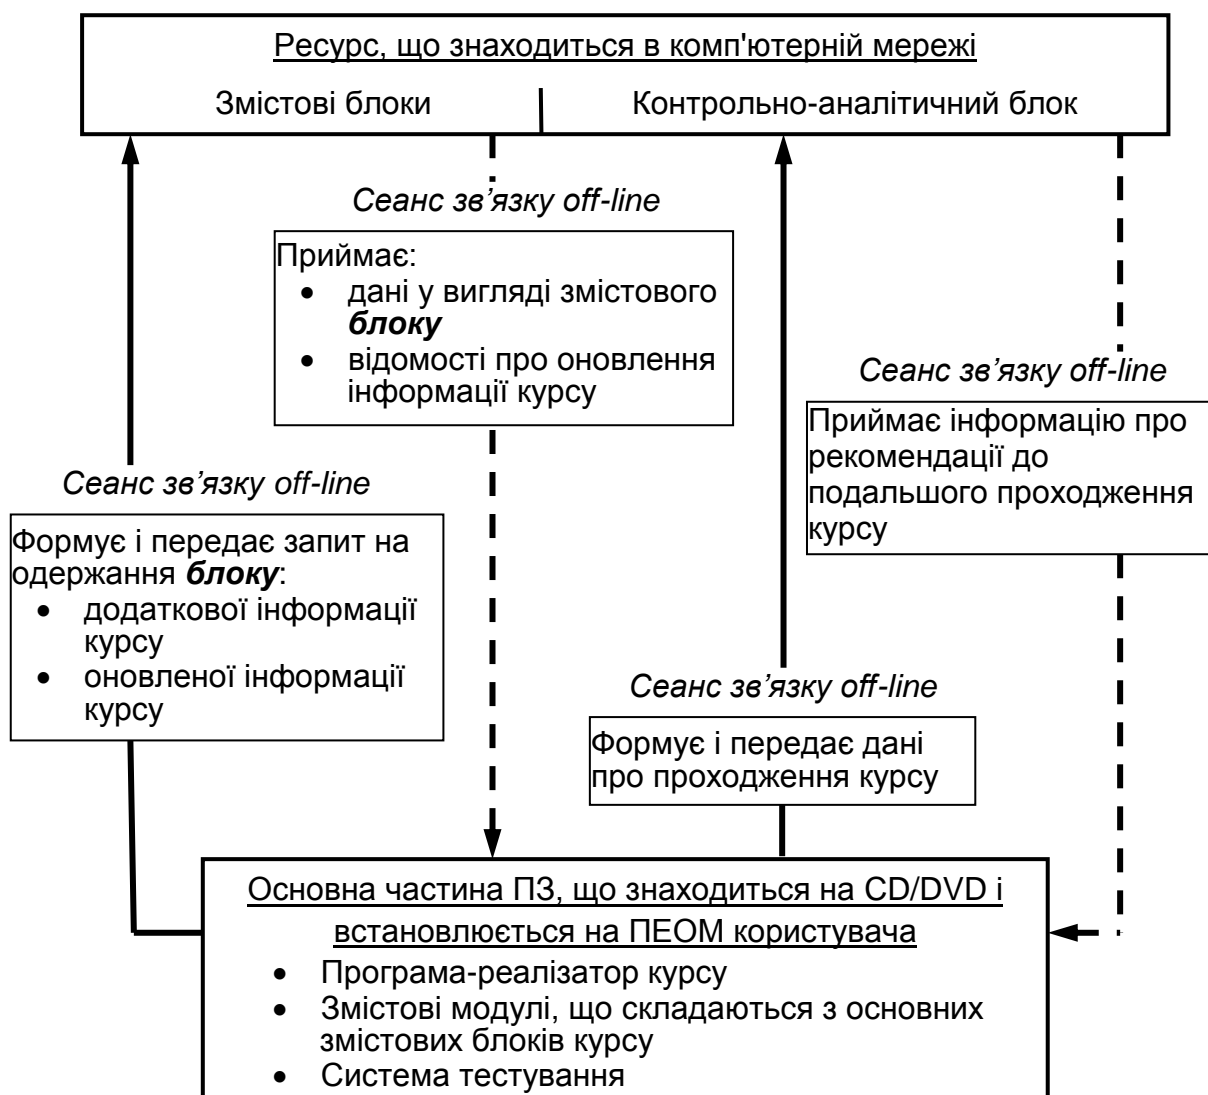 Ресурс, що знаходиться в комп'ютерній мережі
Змістові блоки
Контрольно-аналітичний блок
Сеанс зв’язку off-line
Приймає:
• дані у вигляді змістового
блоку
• відомості про оновлення
інформації курсу
Сеанс зв’язку off-line
Приймає інформацію про
рекомендації до
подальшого проходження
курсу
Сеанс зв’язку off-line
Формує і передає запит на
одержання блоку:
• додаткової інформації
курсу
• оновленої інформації
курсу
Сеанс зв’язку off-line
Формує і передає дані
про проходження курсу
Основна частина ПЗ, що знаходиться на CD/DVD і
встановлюється на ПЕОМ користувача
• Програма-реалізатор курсу
• Змістові модулі, що складаються з основних
змістових блоків курсу
• Система тестування